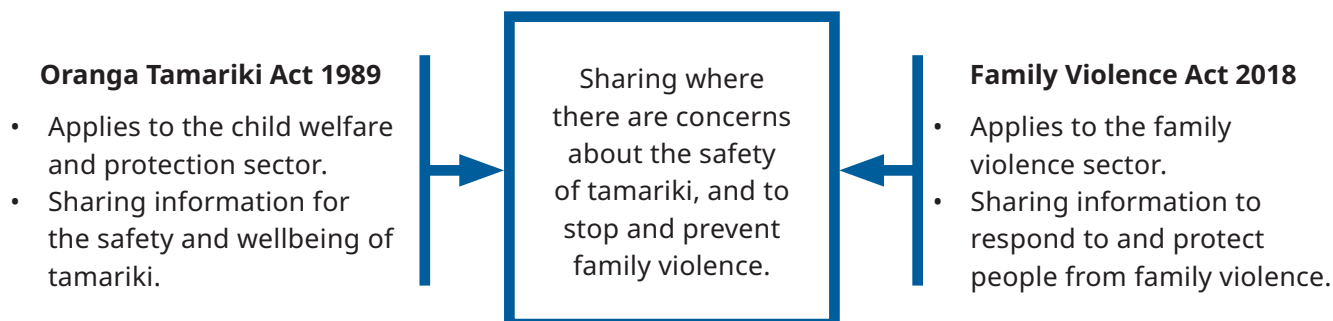 Oranga Tamariki Act 1989
• Applies to the child welfare
and protection sector.
• Sharing information for
the safety and wellbeing of
tamariki.
Sharing where
there are concerns
about the safety
of tamariki, and to
stop and prevent
family violence.
Family Violence Act 2018
• Applies to the family
violence sector.
• Sharing information to
respond to and protect
people from family violence.